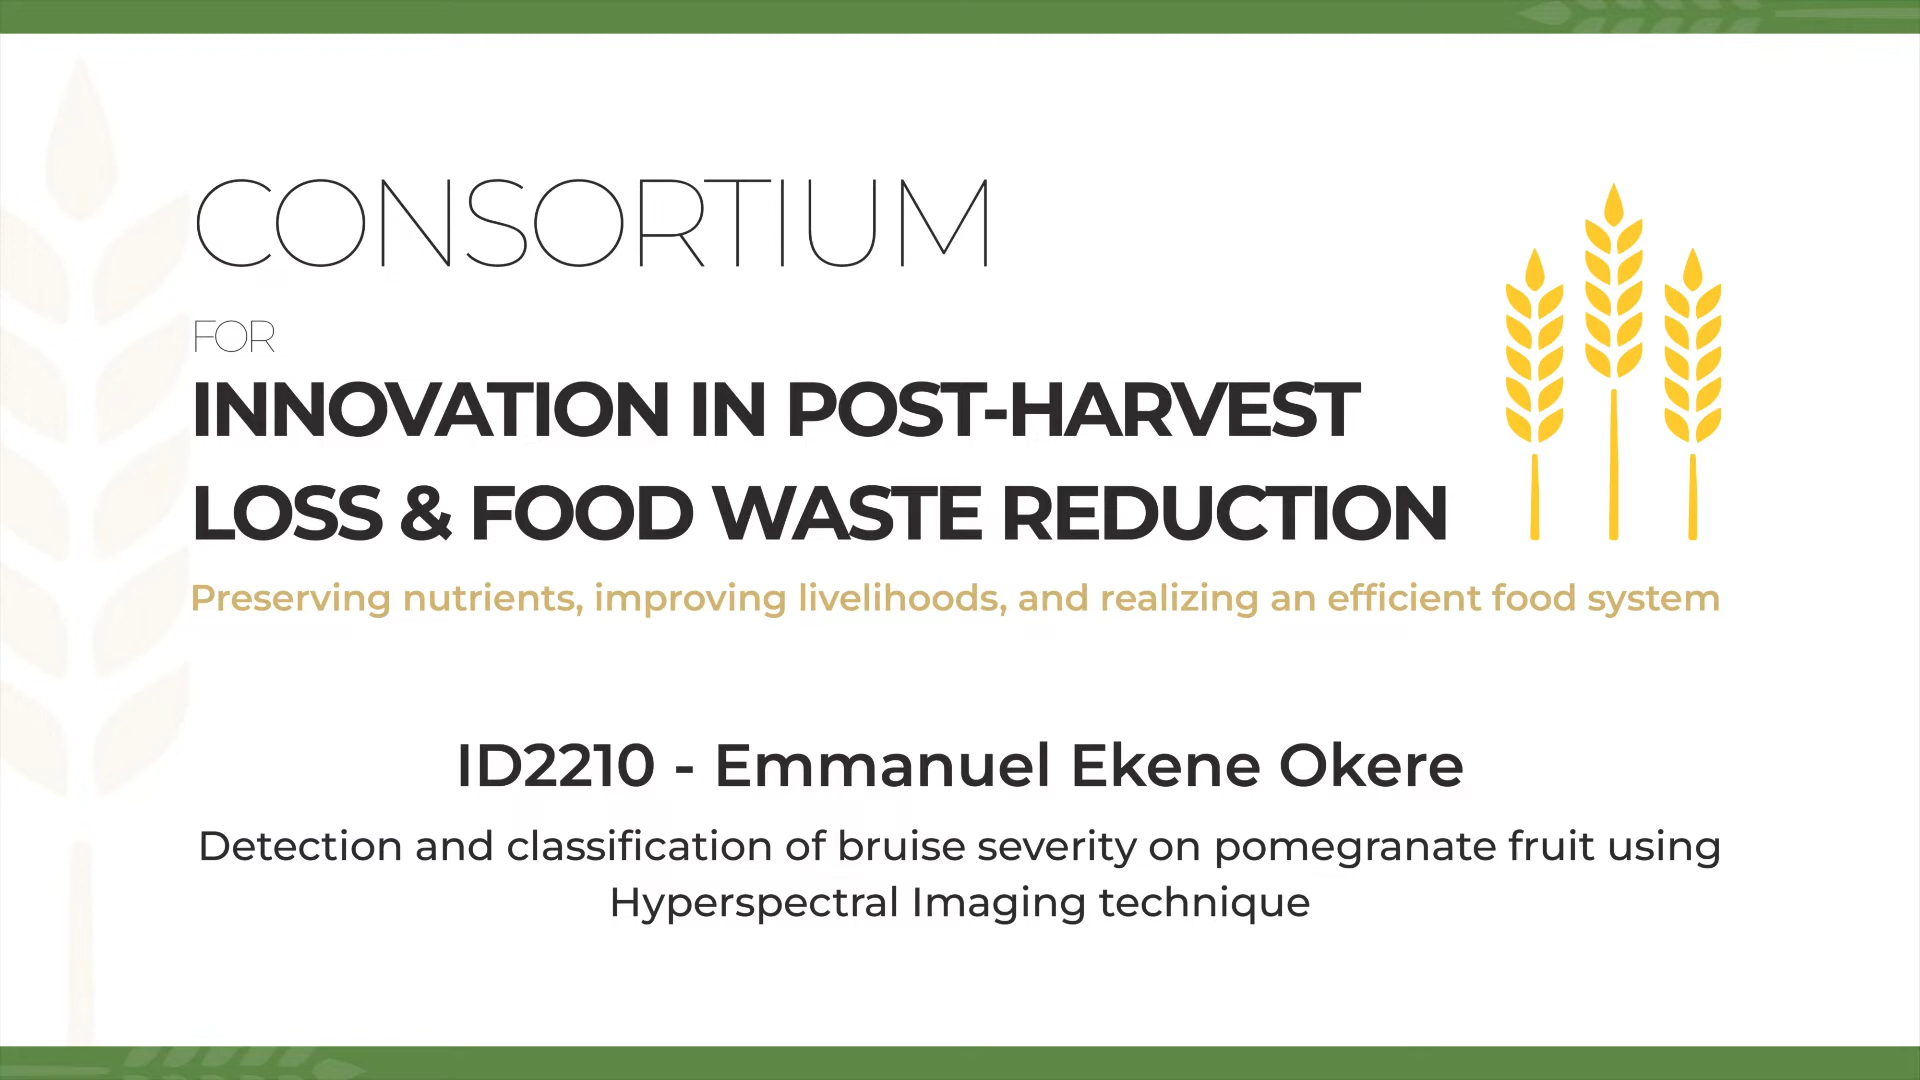 CONSORTIUM
FOR
INNOVATION IN POST-HARVEST
LOSS & FOOD WASTE REDUCTION
Preserving nutrients, improving livelihoods, and realizing an efficient food system
ID2210 - Emmanuel Ekene Okere
Detection and classification of bruise severity on pomegranate fruit using
Hyperspectral Imaging technique